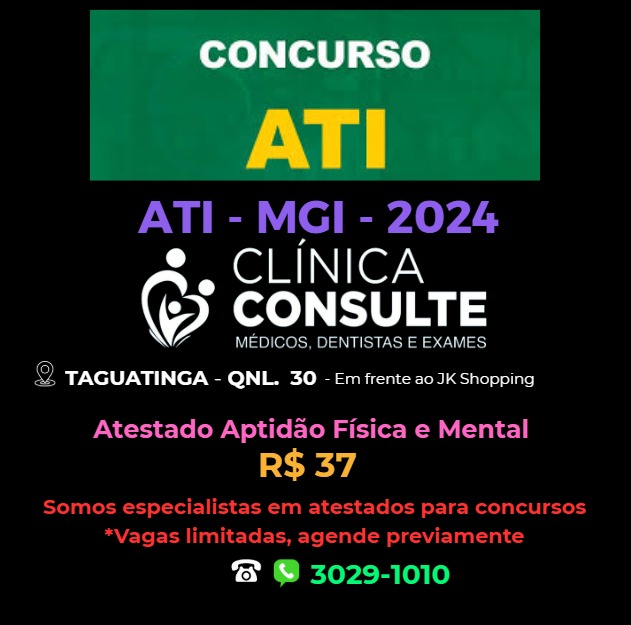 CONCURSO
ATI
ATI - MGI - 2024
CLÍNICA
CONSULTE
MÉDICOS, DENTISTAS E EXAMES
TAGUATINGA - QNL. 30 - Em frente ao JK Shopping
Atestado Aptidão Física e Mental
R$ 37
Somos especialistas em atestados para concursos
*Vagas limitadas, agende previamente
3029-1010